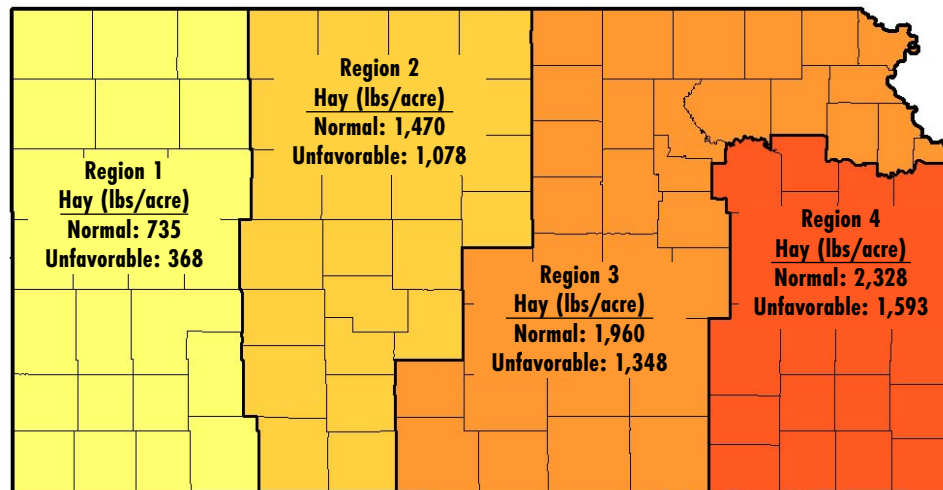 Region 1
Hay (lbs/acre)
Normal: 735
Unfavorable: 368
Region 2
Hay (lbs/acre)
Normal: 1,470
Unfavorable: 1,078
Region 3
Hay (lbs/acre)
Normal: 1,960
Unfavorable: 1,348
Region 4
Hay (lbs/acre)
Normal: 2,328
Unfavorable: 1,593